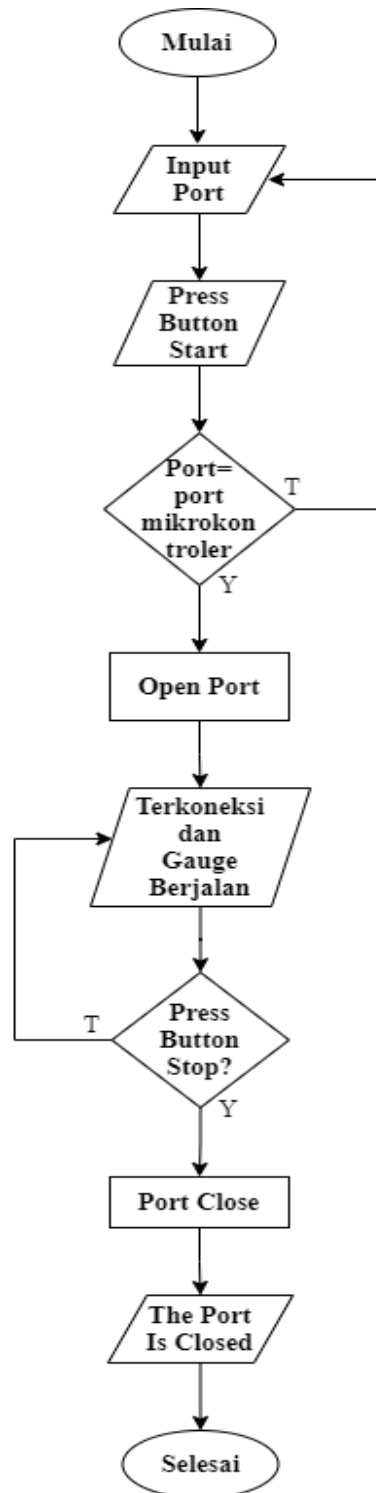 Mulai
Input
Port
Press
Button
Start
Port=
port
mikrokon
troler
T
Y
Open Port
Terkoneksi
dan
Gauge
Berjalan
Press
Button
Stop?
T
Y
Port Close
The Port
Is Closed
Selesai